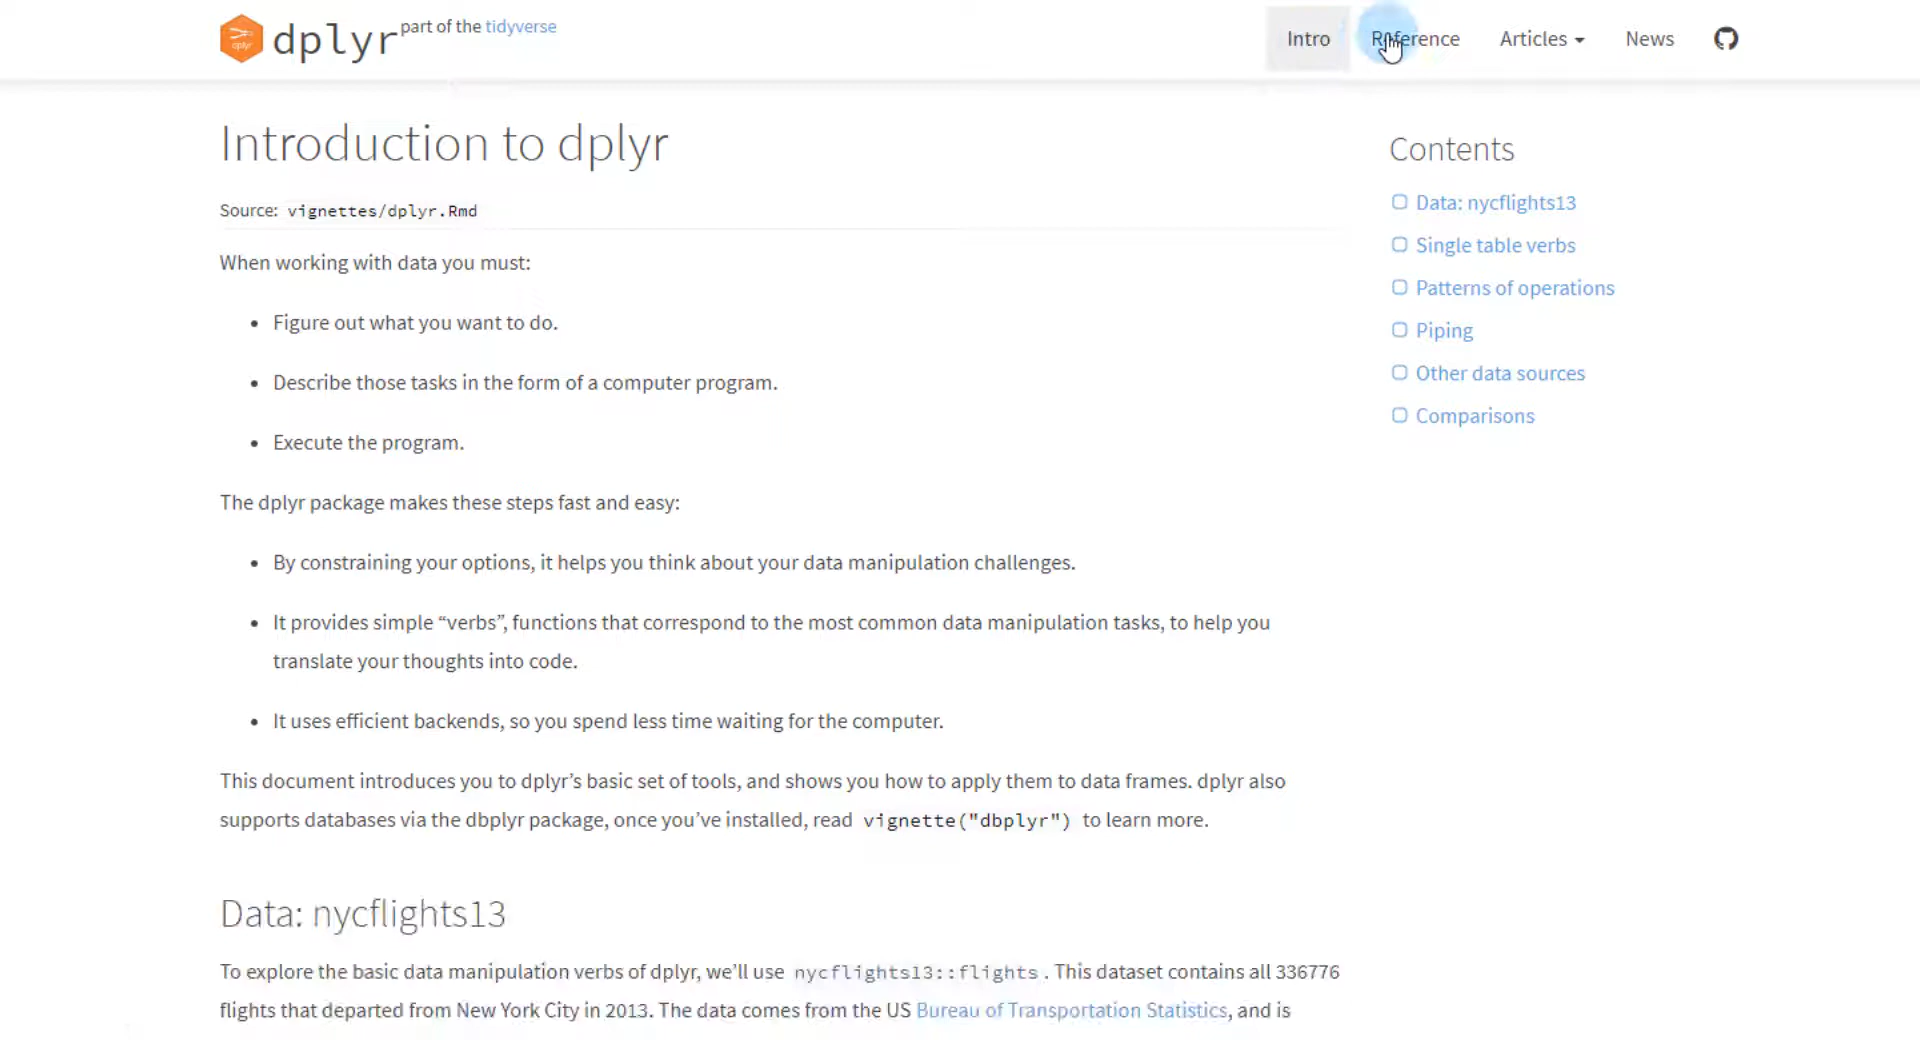 dplyr part of the tidyverse
Intro Reference Articles News
Introduction to dplyr
Source: vignettes/dplyr.Rmd
When working with data you must:
Figure out what you want to do.
Describe those tasks in the form of a computer program.
Execute the program.
The dplyr package makes these steps fast and easy:
By constraining your options, it helps you think about your data manipulation challenges.
It provides simple “verbs”, functions that correspond to the most common data manipulation tasks, to help you
translate your thoughts into code.
It uses efficient backends, so you spend less time waiting for the computer.
This document introduces you to dplyr’s basic set of tools, and shows you how to apply them to data frames. dplyr also
supports databases via the dbplyr package, once you’ve installed, read vignette("dbplyr") to learn more.
Data: nycflights13
To explore the basic data manipulation verbs of dplyr, we’ll use nycflights13::flights. This dataset contains all 336776
flights that departed from New York City in 2013. The data comes from the US Bureau of Transportation Statistics, and is
Contents
Data: nycflights13
Single table verbs
Patterns of operations
Piping
Other data sources
Comparisons